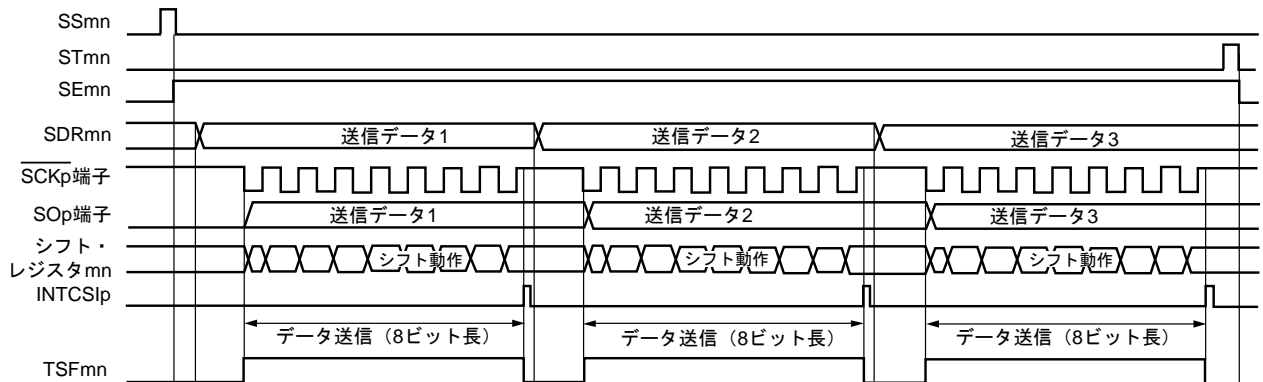 SSmn
STmn
SEmn
SDRmn 送信データ1 送信データ2 送信データ3
SCKp端子
SOp端子 送信データ1 送信データ2 送信データ3
シフト・
レジスタmn シフト動作 シフト動作 シフト動作
INTCSIp
データ送信（8ビット長） データ送信（8ビット長） データ送信（8ビット長）
TSFmn